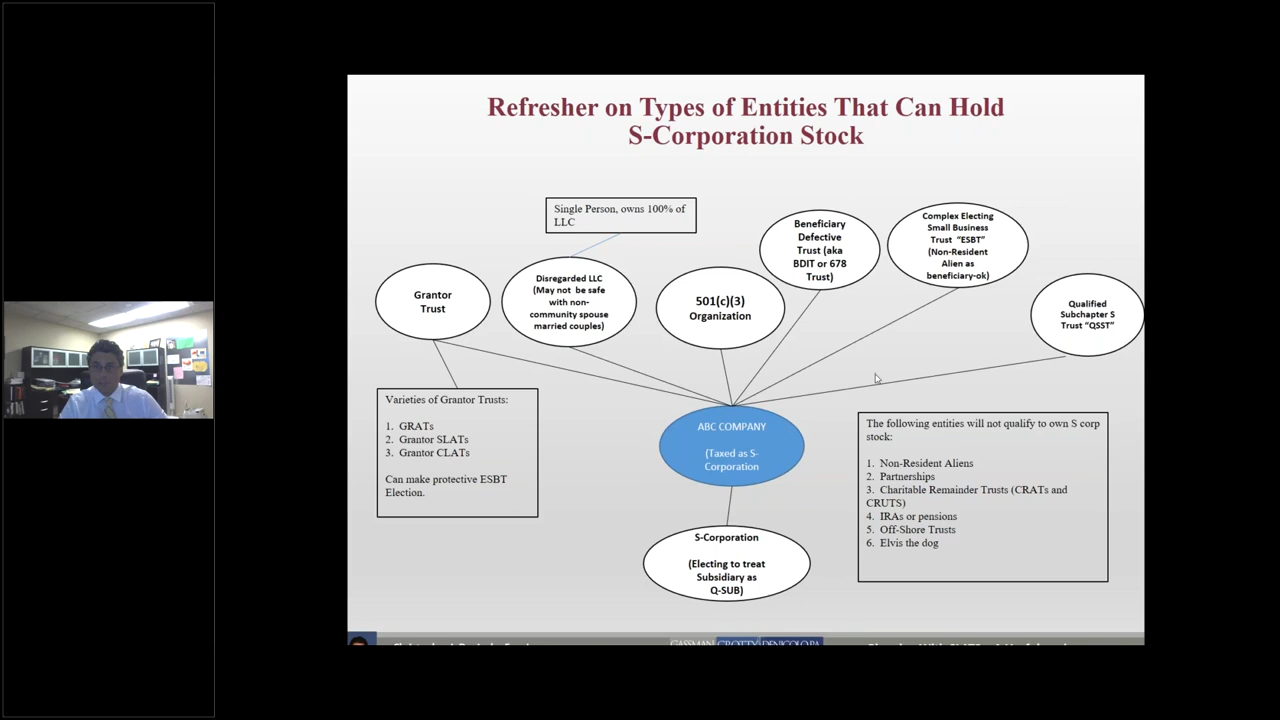 Refresher on Types of Entities That Can Hold
S-Corporation Stock
Single Person, owns 100% of
LLC
Grantor
Trust
Disregarded LLC
(May not be safe
with non-
community spouse
married couples)
501(c)(3)
Organization
Beneficiary
Defective
Trust (aka
BDIT or 678
Trust)
Complex Electing
Small Business
Trust “ESBT”
(Non-Resident
Alien as
beneficiary-ok)
Qualified
Subchapter S
Trust “QSST”
Varieties of Grantor Trusts:
1. GRATs
2. Grantor SLATs
3. Grantor CLATs
Can make protective ESBT
Election.
ABC COMPANY
(Taxed as S-
Corporation
S-Corporation
(Electing to treat
Subsidiary as
Q-SUB)
The following entities will not qualify to own S corp
stock:
1. Non-Resident Aliens
2. Partnerships
3. Charitable Remainder Trusts (CRATs and
CRUTS)
4. IRAs or pensions
5. Off-Shore Trusts
6. Elvis the dog
GASSMAN CROTTY DENICOLO PA